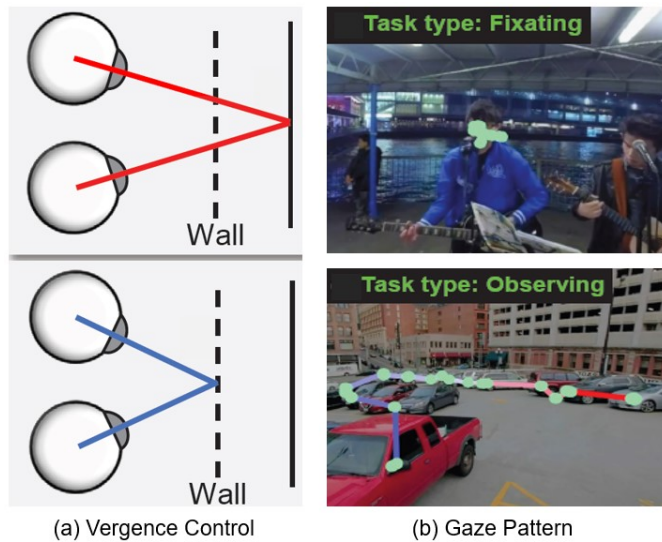 Wall
Wall
(a) Vergence Control
Task type: Fixating
Task type: Observing
(b) Gaze Pattern